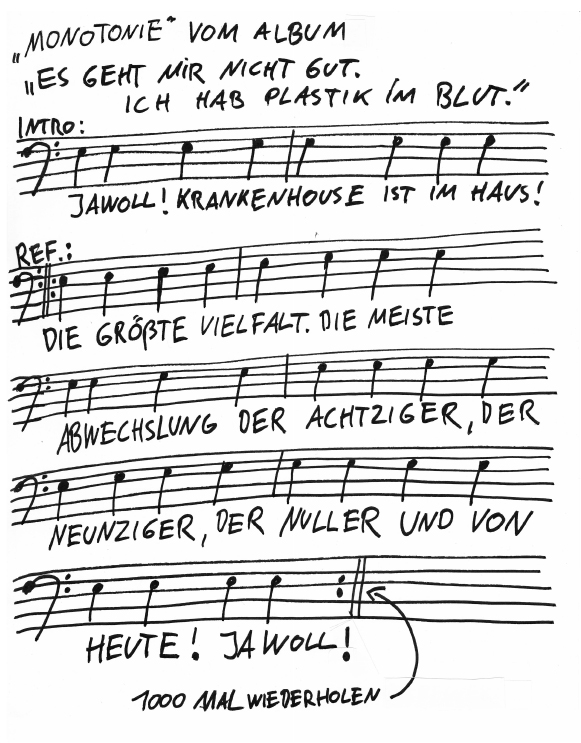 „MONOTONIE“ VOM ALBUM
„ES GEHT MIR NICHT GUT.
ICH HAB PLASTIK IM BLUT.“
INTRO:
JAWOLL! KRANKENHOUSE IST IM HAUS!
REF.:
DIE GRÖßTE VIELFALT. DIE MEISTE
ABWECHSLUNG DER ACHTZIGER, DER
NEUNZIGER, DER NULLER UND VON
HEUTE! JAWOLL!
1000 MAL WIEDERHOLEN